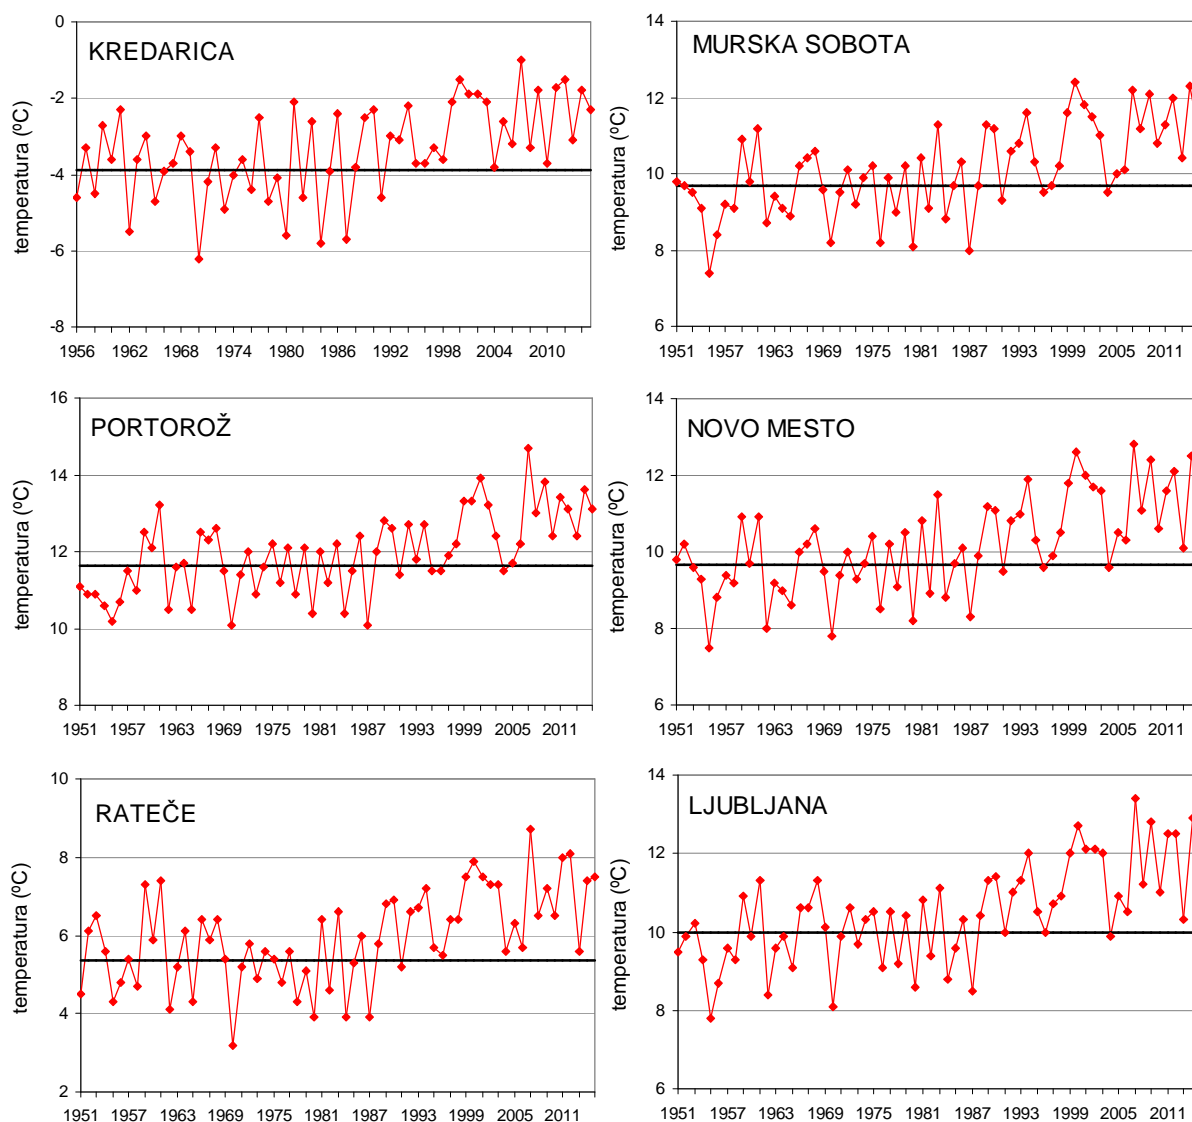 KREDARICA
temperatura (ºC)
0
-2
-4
-6
-8
1956 1962 1968 1974 1980 1986 1992 1998 2004 2010
MURSKA SOBOTA
temperatura (ºC)
14
12
10
8
6
1951 1957 1963 1969 1975 1981 1987 1993 1999 2005 2011
PORTOROŽ
temperatura (ºC)
16
14
12
10
8
1951 1957 1963 1969 1975 1981 1987 1993 1999 2005 2011
NOVO MESTO
temperatura (ºC)
14
12
10
8
6
1951 1957 1963 1969 1975 1981 1987 1993 1999 2005 2011
RATEČE
temperatura (ºC)
10
8
6
4
2
1951 1957 1963 1969 1975 1981 1987 1993 1999 2005 2011
LJUBLJANA
temperatura (ºC)
14
12
10
8
6
1951 1957 1963 1969 1975 1981 1987 1993 1999 2005 2011